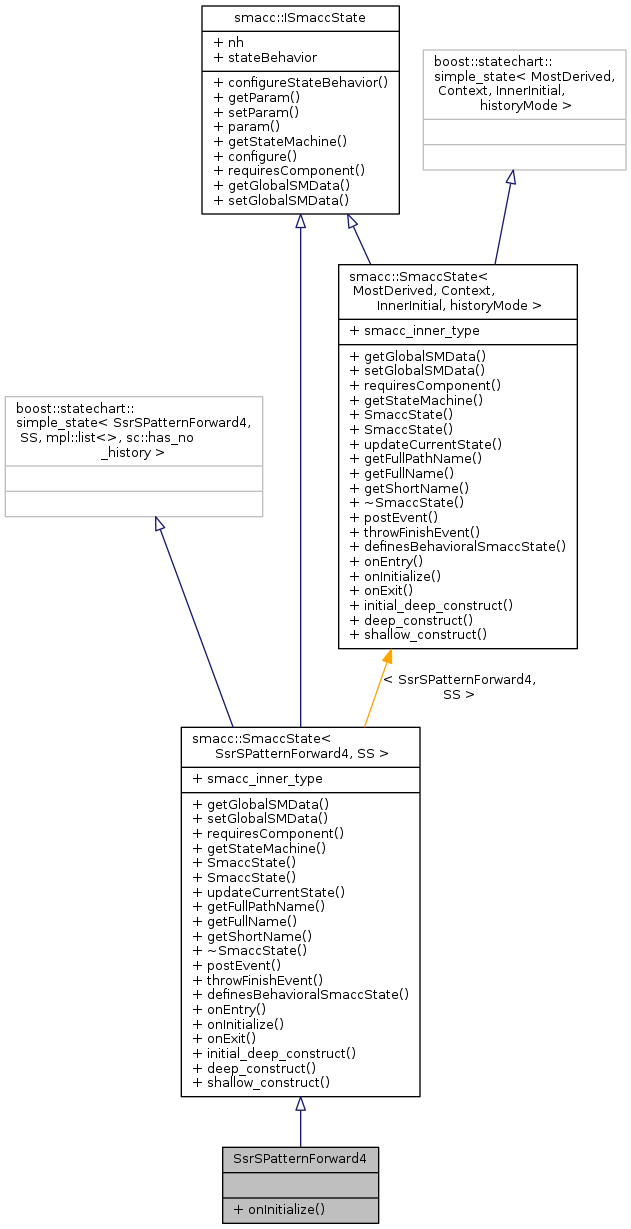 smacc::ISmaccState
+ nh
+ stateBehavior
+ configureStateBehavior()
+ getParam()
+ setParam()
+ param()
+ getStateMachine()
+ configure()
+ requiresComponent()
+ getGlobalSMData()
+ setGlobalSMData()
boost::statechart::
simple_state< MostDerived,
Context, InnerInitial,
historyMode >
smacc::SmaccState<
MostDerived, Context,
InnerInitial, historyMode >
+ smacc_inner_type
+ getGlobalSMData()
+ setGlobalSMData()
+ requiresComponent()
+ getStateMachine()
+ SmaccState()
+ SmaccState()
+ updateCurrentState()
+ getFullPathName()
+ getFullName()
+ getShortName()
+ ~SmaccState()
+ postEvent()
+ throwFinishEvent()
+ definesBehavioralSmaccState()
+ onEntry()
+ onInitialize()
+ onExit()
+ initial_deep_construct()
+ deep_construct()
+ shallow_construct()
boost::statechart::
simple_state< SsrSPatternForward4,
SS, mpl::list<>, sc::has_no
_history >
< SsrSPatternForward4,
SS >
smacc::SmaccState<
SsrSPatternForward4, SS >
+ smacc_inner_type
+ getGlobalSMData()
+ setGlobalSMData()
+ requiresComponent()
+ getStateMachine()
+ SmaccState()
+ SmaccState()
+ updateCurrentState()
+ getFullPathName()
+ getFullName()
+ getShortName()
+ ~SmaccState()
+ postEvent()
+ throwFinishEvent()
+ definesBehavioralSmaccState()
+ onEntry()
+ onInitialize()
+ onExit()
+ initial_deep_construct()
+ deep_construct()
+ shallow_construct()
SsrSPatternForward4
+ onInitialize()